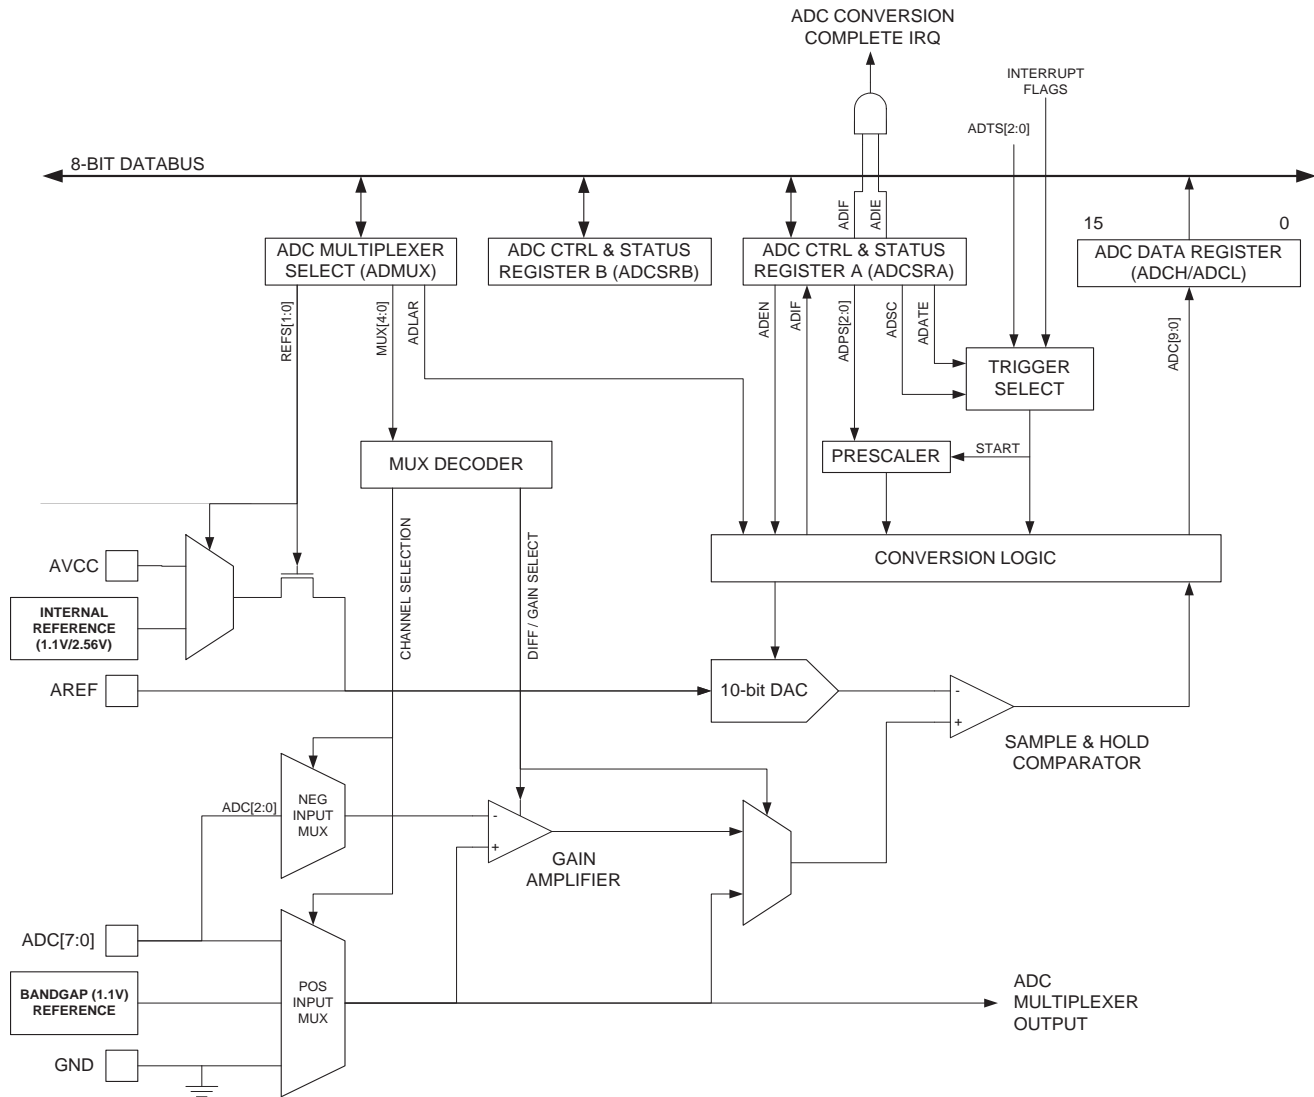 ADC CONVERSION
COMPLETE IRQ
INTERRUPT
FLAGS
ADTS[2:0]
8-BIT DATABUS
ADIF
ADIE
15
0
ADC MULTIPLEXER
SELECT (ADMUX)
ADC CTRL & STATUS
REGISTER B (ADCSRB)
ADC CTRL & STATUS
REGISTER A (ADCSRA)
ADC DATA REGISTER
(ADCH/ADCL)
REFS[1:0]
MUX[4:0]
ADLAR
ADEN
ADIF
ADPS[2:0]
ADSC
ADATE
ADC[9:0]
TRIGGER
SELECT
MUX DECODER
PRESCALER
START
CHANNEL SELECTION
DIFF / GAIN SELECT
AVCC
CONVERSION LOGIC
INTERNAL
REFERENCE
(1.1V/2.56V)
AREF
10-bit DAC
-
+
SAMPLE & HOLD
COMPARATOR
ADC[2:0]
NEG
INPUT
MUX
-
+
GAIN
AMPLIFIER
ADC[7:0]
BANDGAP (1.1V)
REFERENCE
POS
INPUT
MUX
ADC
MULTIPLEXER
OUTPUT
GND